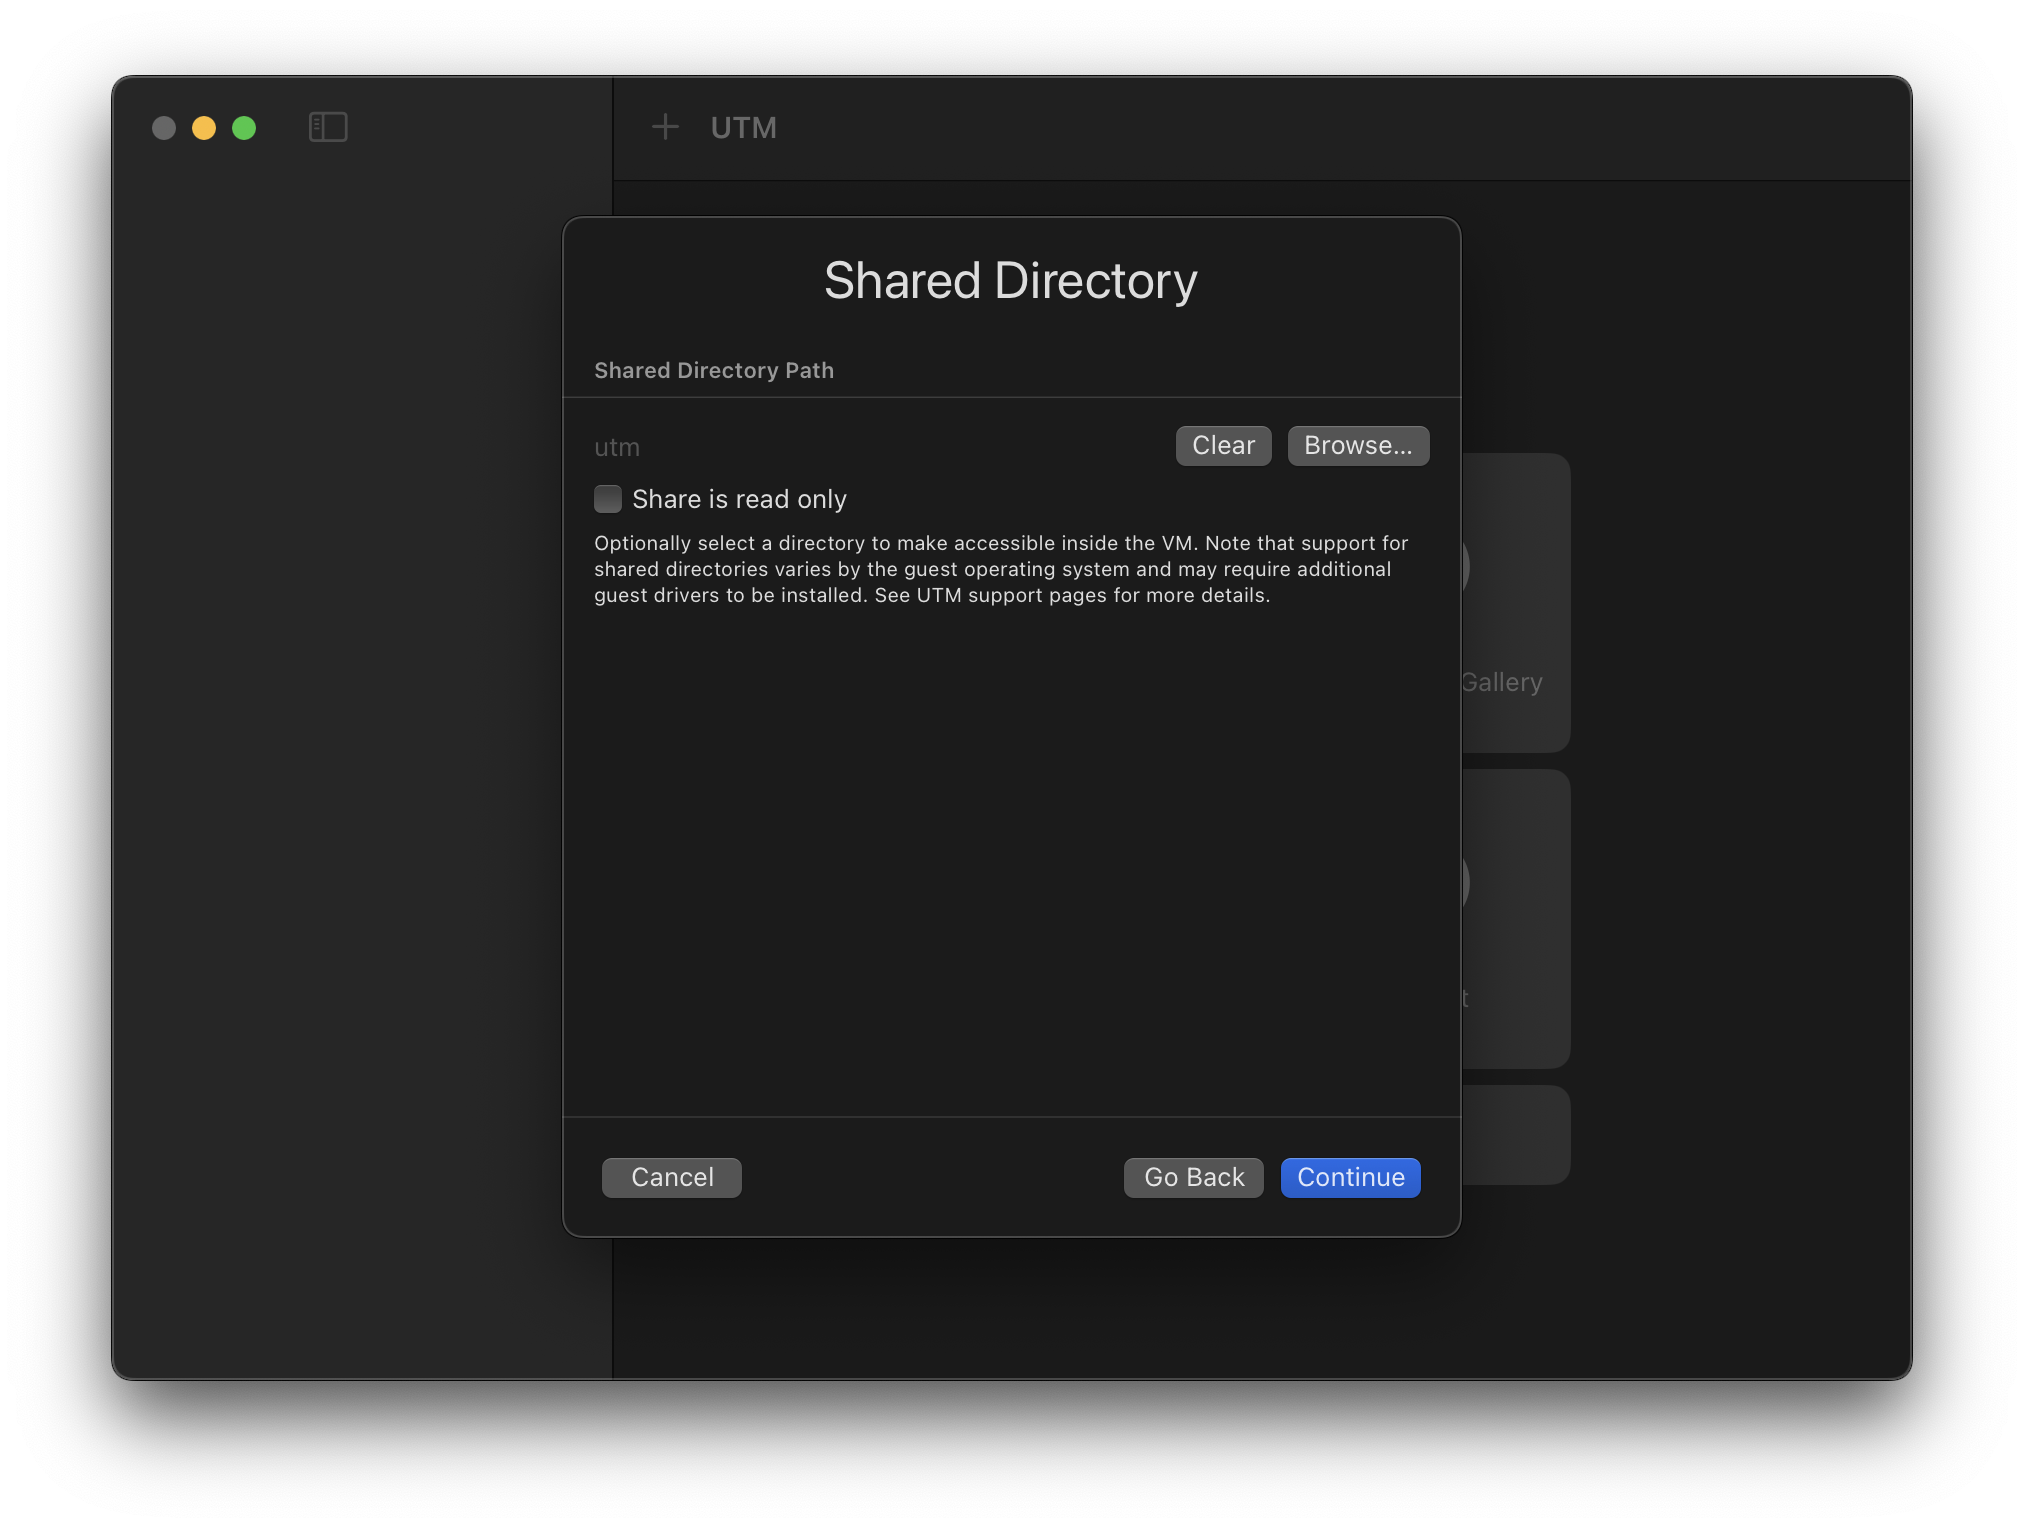 UTM
Shared Directory
Shared Directory Path
utm
Clear
Browse...
Share is read only
Optionally select a directory to make accessible inside the VM. Note that support for
shared directories varies by the guest operating system and may require additional
guest drivers to be installed. See UTM support pages for more details.
Gallery
t
Cancel
Go Back
Continue